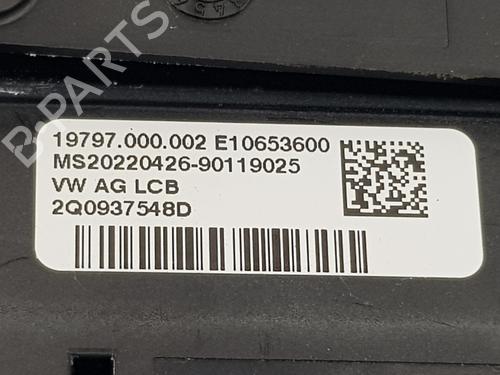 B-PARTS
19797.000.002 E10653600
MS20220426-90119025
VW AG LCB
2Q0937548D